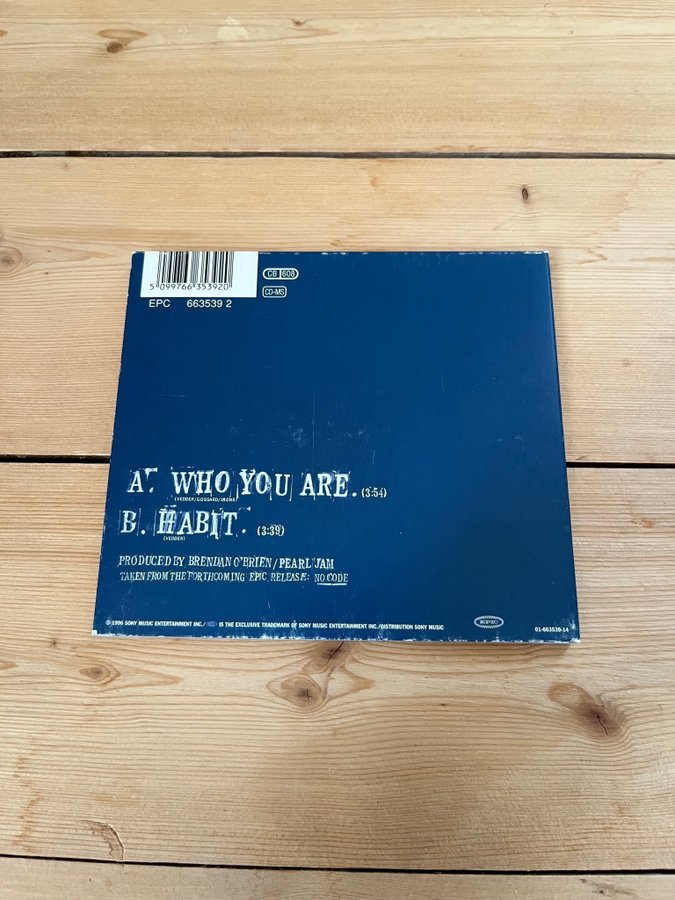 5 099766 353920
CB 608
CD-MS
EPC 663539 2
A. WHO YOU ARE. (3:54)
(VEDDER/GOSSARD/IRONS)
B. HABIT. (3:39)
(VEDDER)
PRODUCED BY BRENDAN O'BRIEN/PEARL JAM
TAKEN FROM THE FORTHCOMING EPIC RELEASE: NO CODE
© 1996 SONY MUSIC ENTERTAINMENT INC./ IS THE EXCLUSIVE TRADEMARK OF SONY MUSIC ENTERTAINMENT INC./DISTRIBUTION SONY MUSIC
01-663539-14